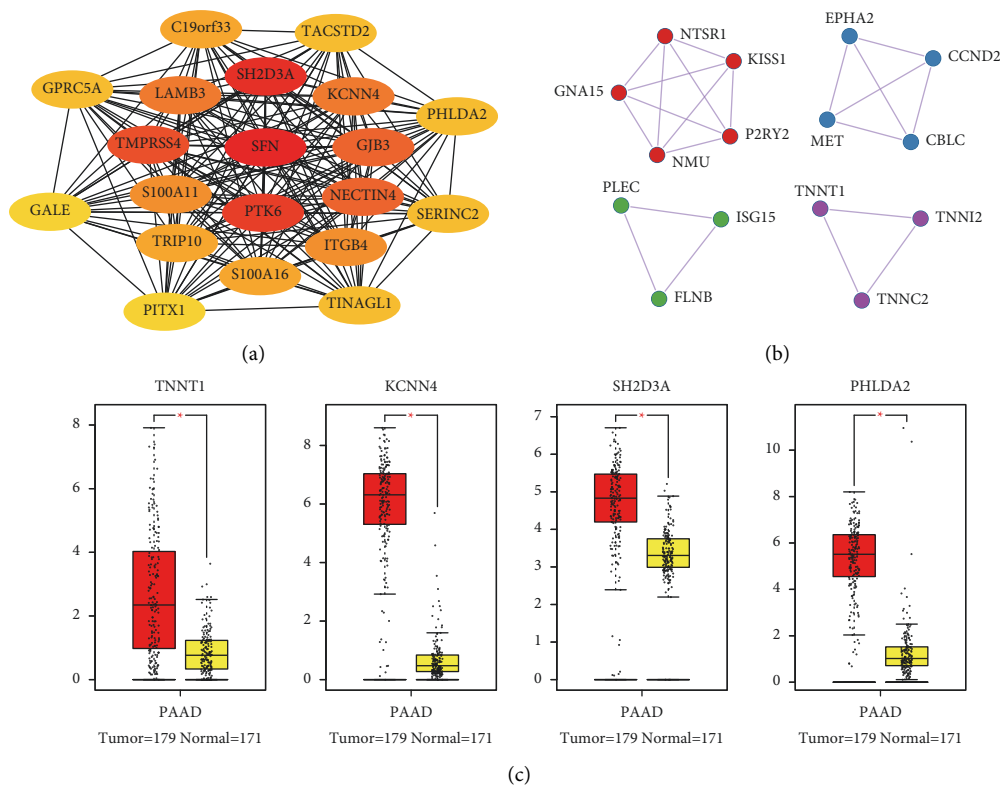 C19orf33
TACSTD2
SH2D3A
GPRC5A
LAMB3
KCNN4
PHLDA2
TMPRSS4
SFN
GJB3
S100A11
NECTIN4
GALE
PTK6
SERINC2
TRIP10
ITGB4
S100A16
PITX1
TINAGL1
(a)
NTSR1
KISS1
GNA15
P2RY2
NMU
EPHA2
CCND2
MET
CBLC
PLEC
ISG15
FLNB
TNNT1
TNNI2
TNNC2
(b)
TNNT1
*
8
6
4
2
0
PAAD
Tumor=179 Normal=171
KCNN4
*
8
6
4
2
0
PAAD
Tumor=179 Normal=171
SH2D3A
*
7
6
5
4
3
2
1
0
PAAD
Tumor=179 Normal=171
PHLDA2
*
10
8
6
4
2
0
PAAD
Tumor=179 Normal=171
(c)